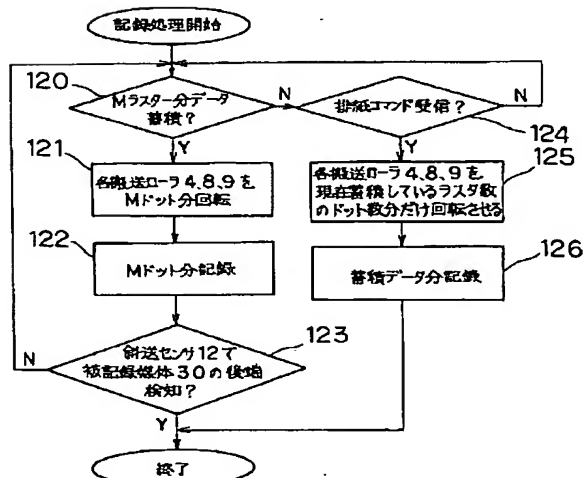 記録処理開始
120
Mラスター分データ
蓄積?
N
排紙コマンド受信?
N
124
Y
Y
121
各搬送ローラ4、8、9を
Mドット分回転
125
各搬送ローラ4、8、9を
現在蓄積しているラスタ数
のドット数分だけ回転させる
122
Mドット分記録
126
蓄積データ分記録
123
N
斜送センサ12で
被記録媒体30の後端
検知?
Y
終了